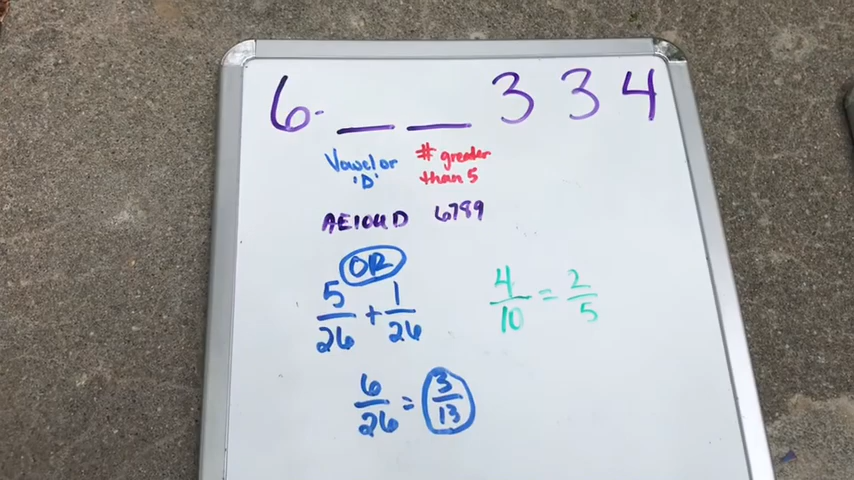 6- _ _ 3 3 4
Vowel or
'D'
# greater
than 5
AEIOU D
6789
OR
5/26 + 1/26
4/10 = 2/5
6/26 = 3/13